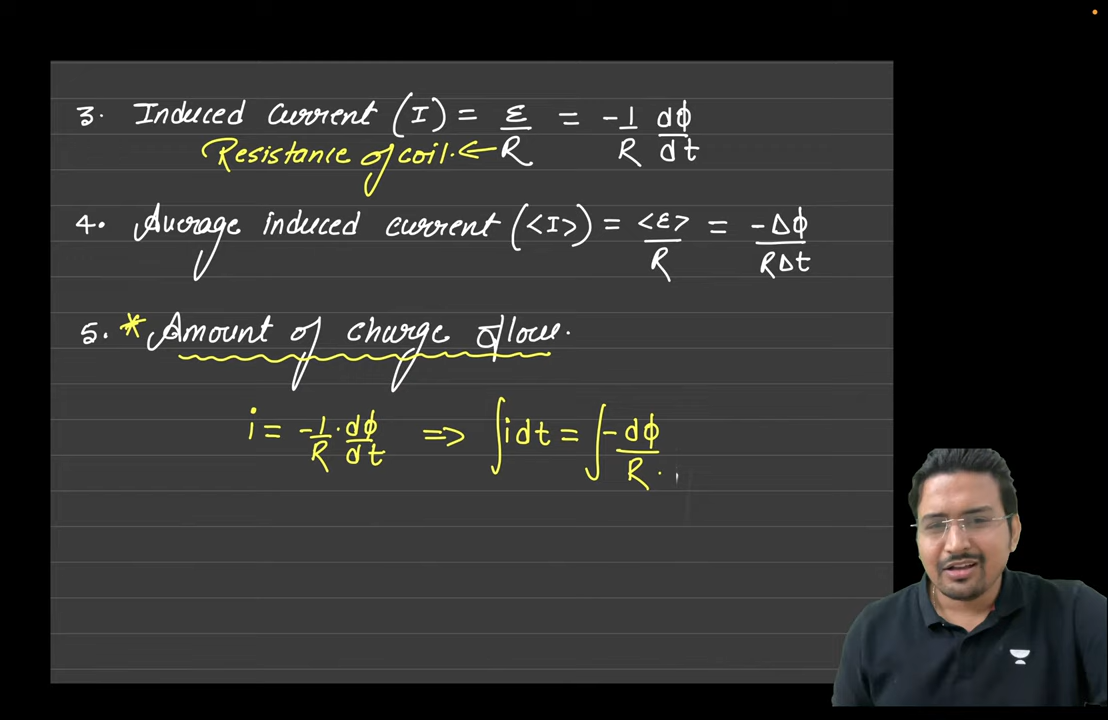 3. Induced current (I) = ε/R = -1/R dϕ/dt
Resistance of coil. ← R
4. Average induced current (<I>) = <ε>/R = -Δϕ/RΔt
5. * Amount of charge flow.
i = -1/R · dϕ/dt => ∫idt = ∫-dϕ/R ·